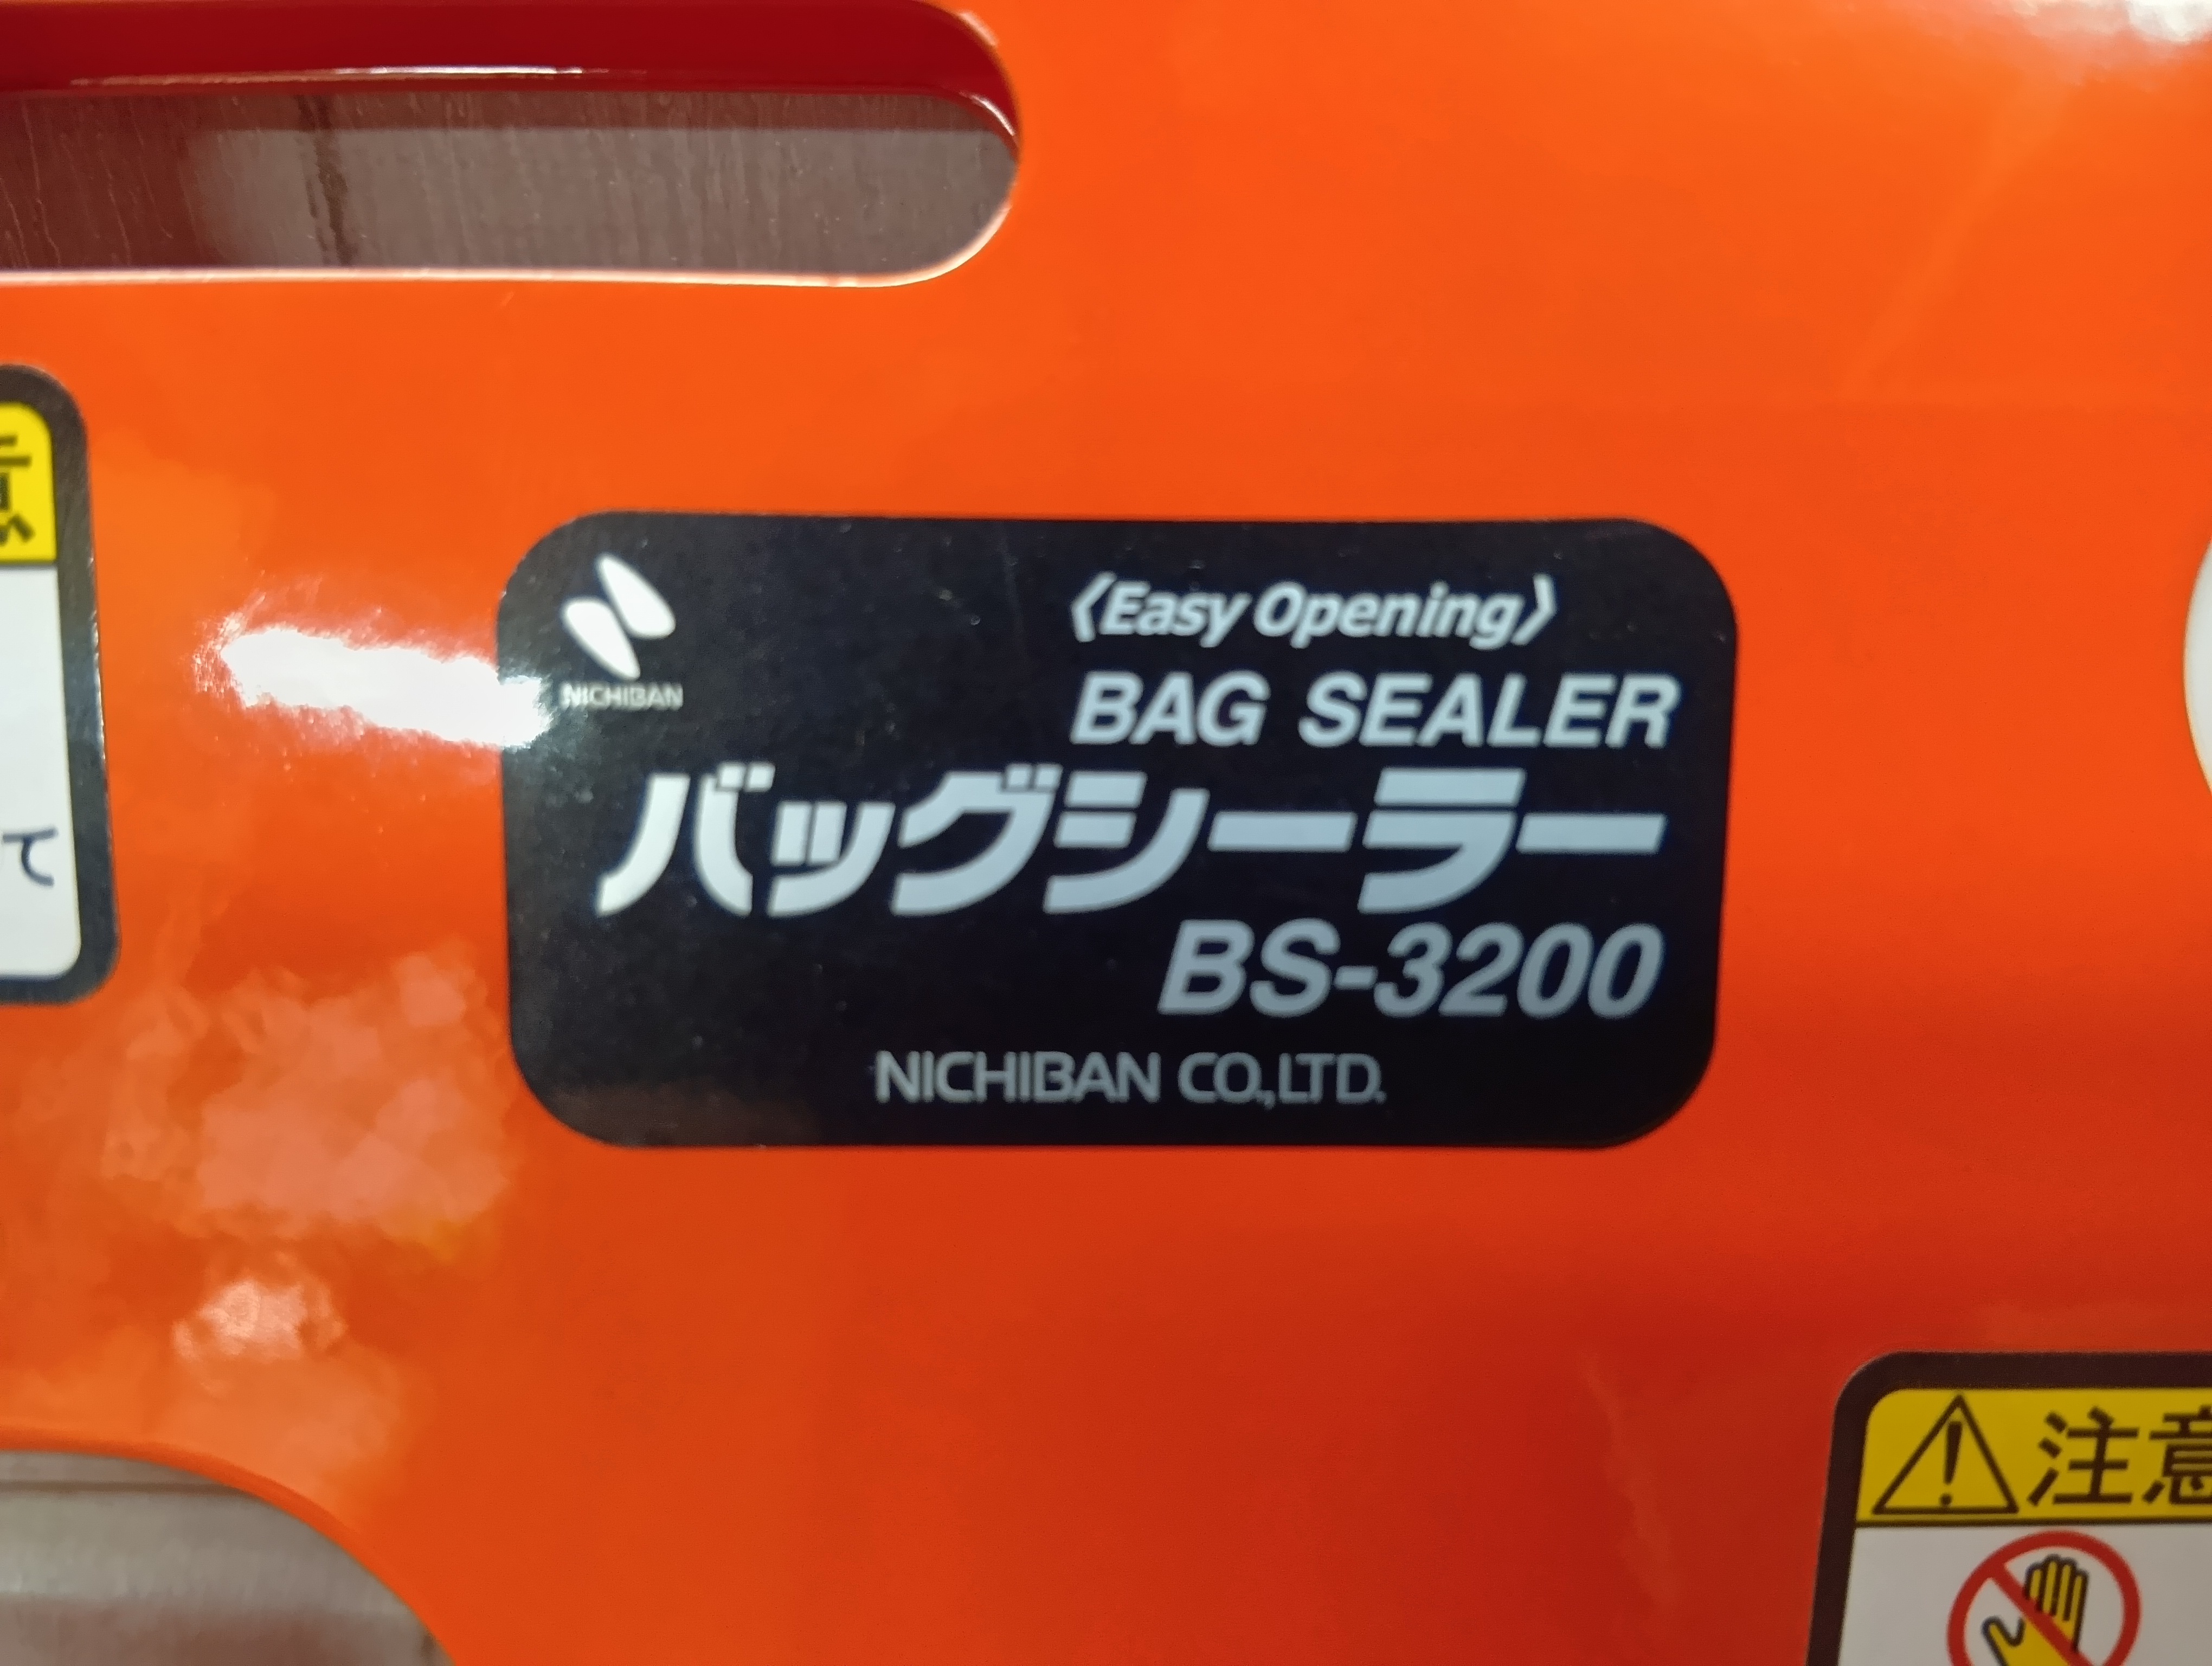 NICHIBAN
〈Easy Opening〉
BAG SEALER
バッグシーラー
BS-3200
NICHIBAN CO.,LTD.
て
注意